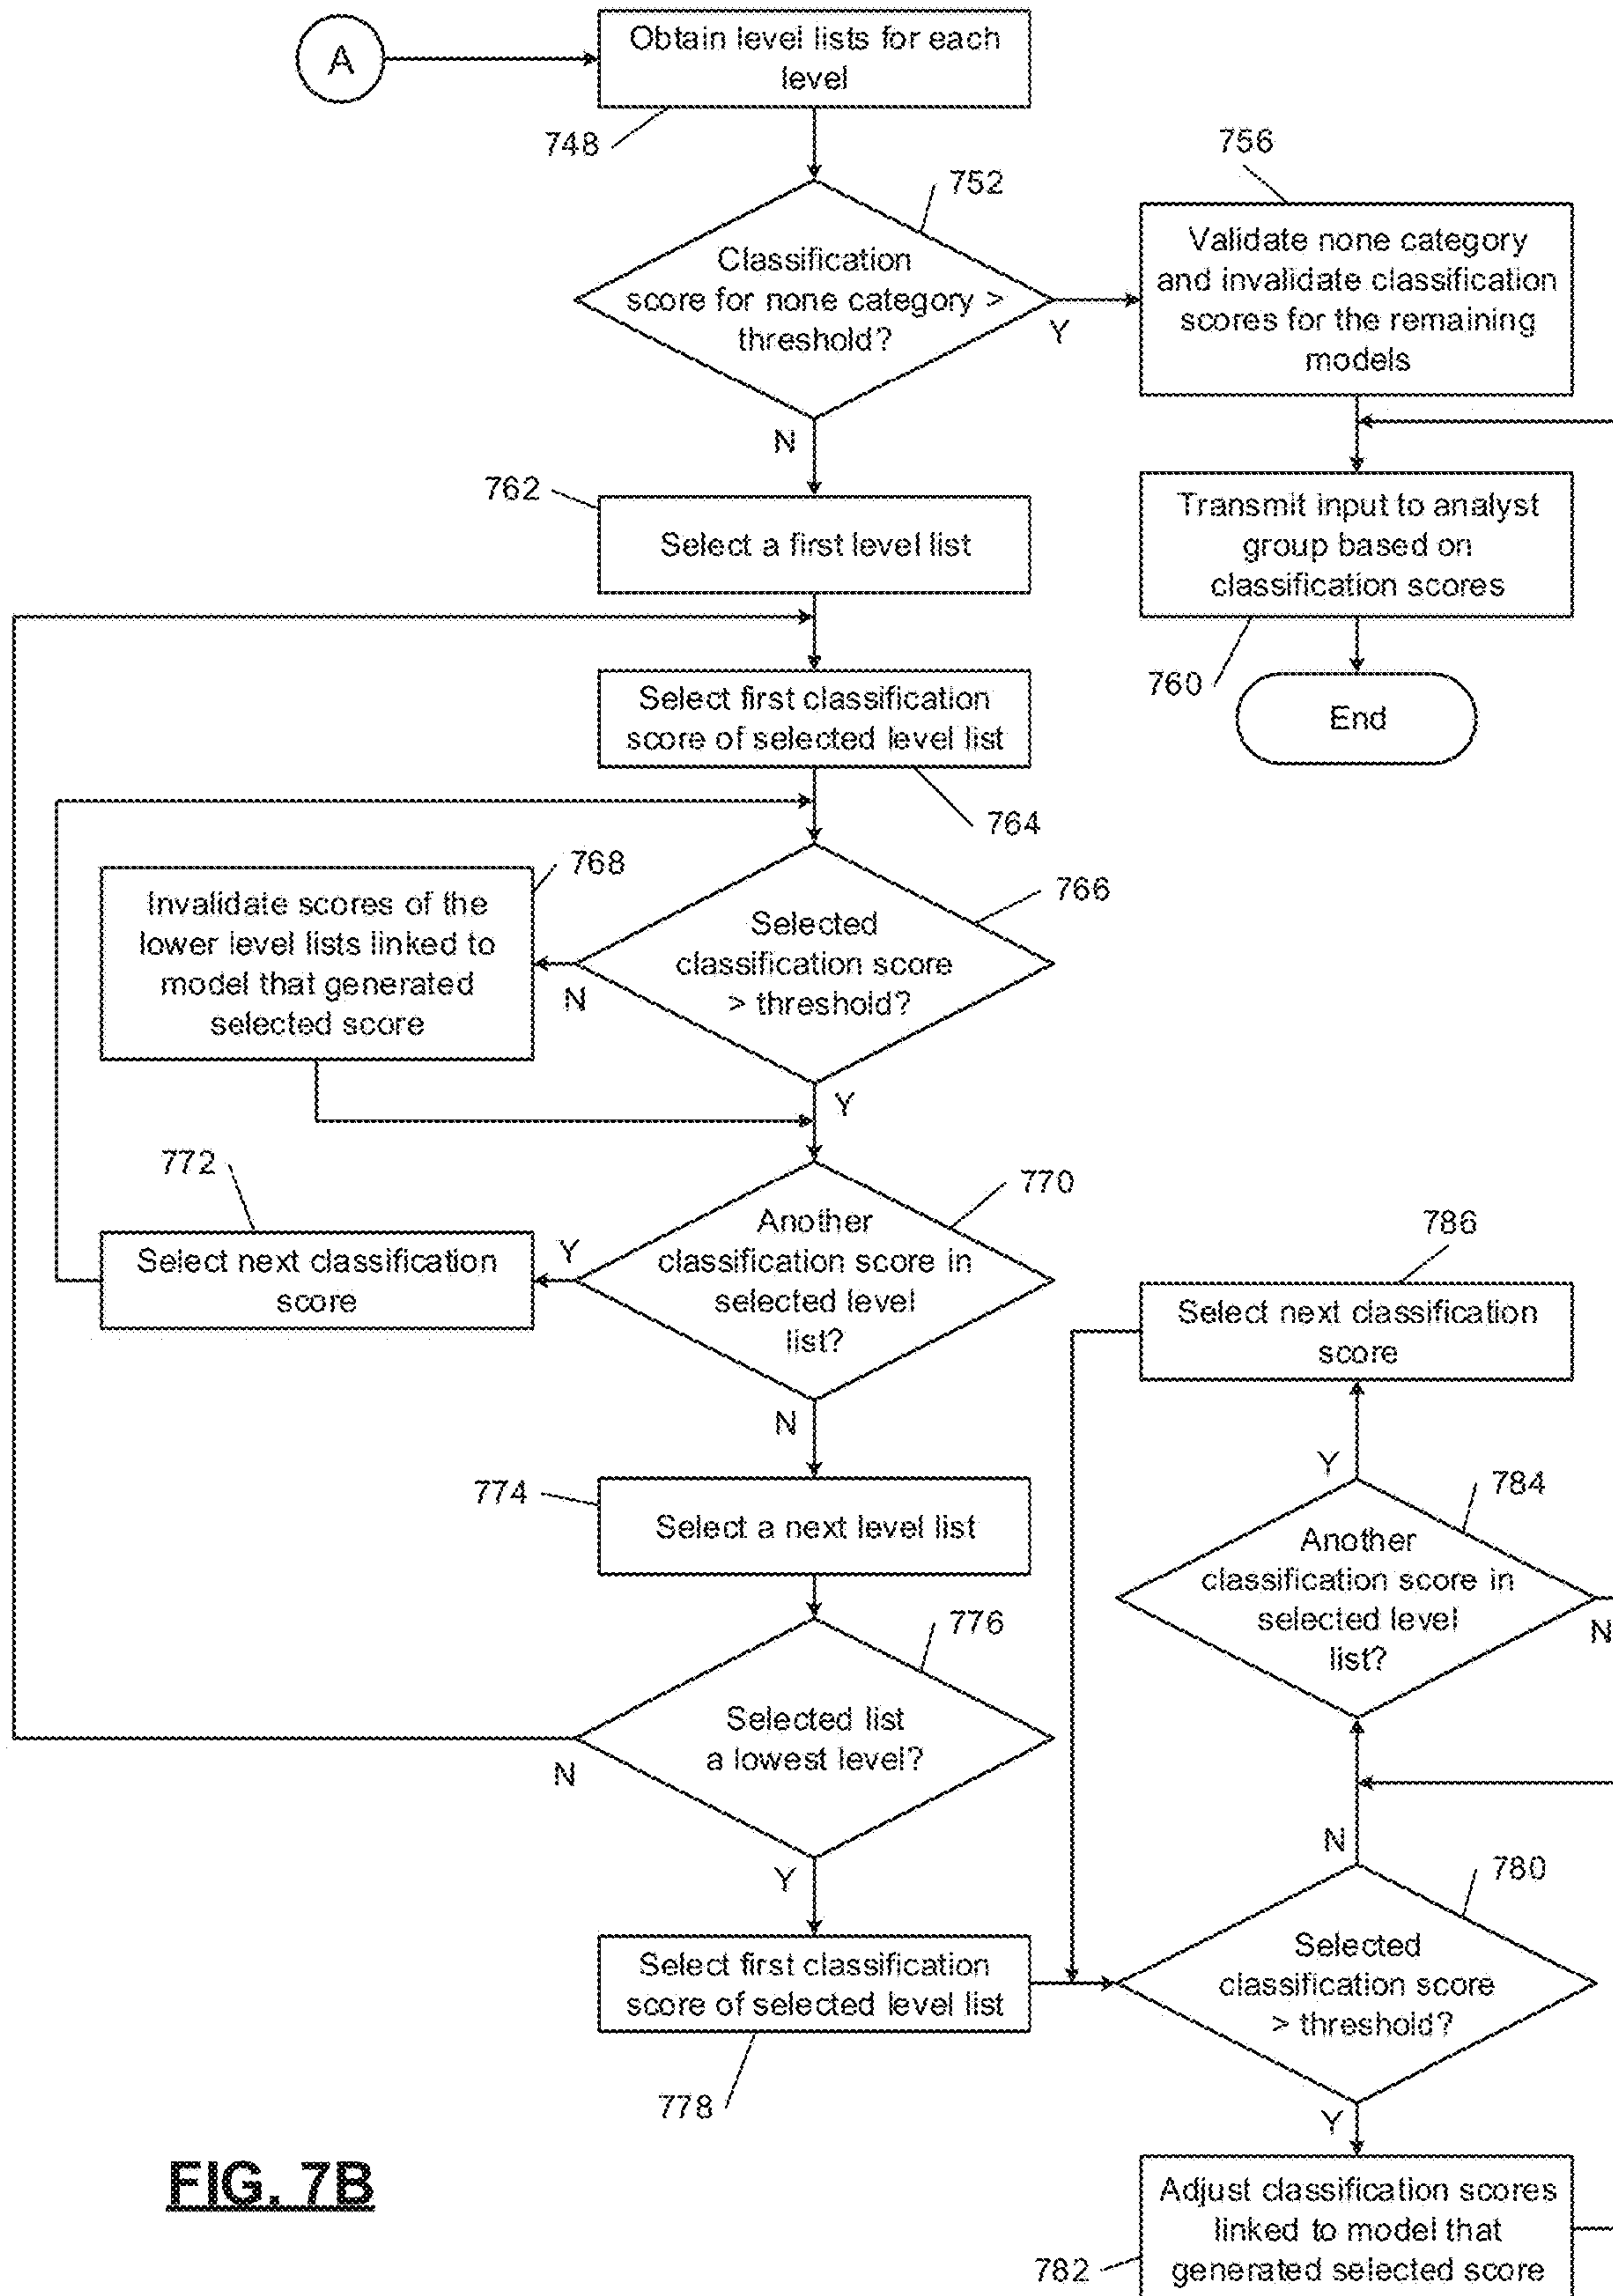 A
Obtain level lists for each
level
748
752
Classification
score for none category >
threshold?
Y
N
756
Validate none category
and invalidate classification
scores for the remaining
models
762
Select a first level list
Transmit input to analyst
group based on
classification scores
760
End
Select first classification
score of selected level list
764
768
Invalidate scores of the
lower level lists linked to
model that generated
selected score
766
Selected
classification score
> threshold?
N
Y
772
Select next classification
score
770
Another
classification score in
selected level
list?
Y
N
774
Select a next level list
776
Selected list
a lowest level?
N
Y
Select first classification
score of selected level list
778
786
Select next classification
score
Y
784
Another
classification score in
selected level
list?
N
N
780
Selected
classification score
> threshold?
Y
Adjust classification scores
linked to model that
generated selected score
782
FIG. 7B